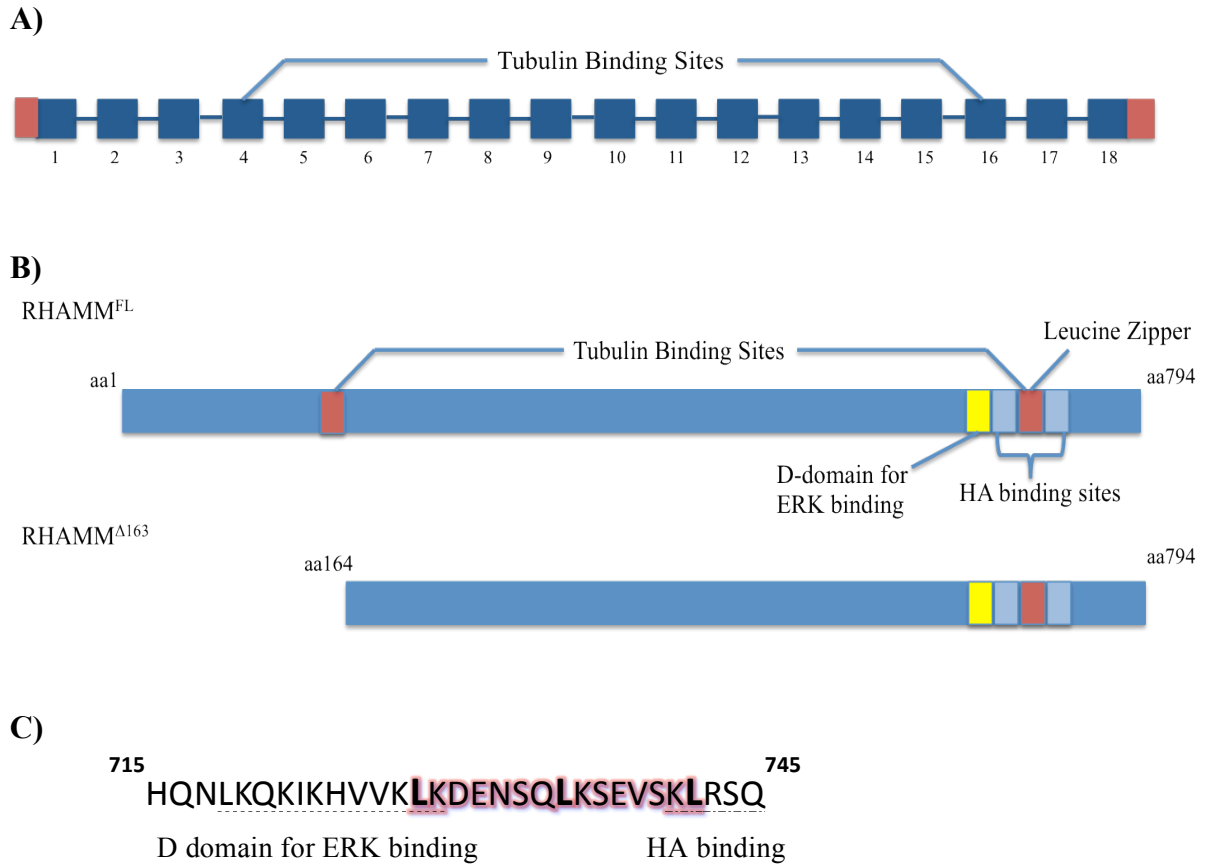 A)
Tubulin Binding Sites
1 2 3 4 5 6 7 8 9 10 11 12 13 14 15 16 17 18
B)
RHAMMFL
Leucine Zipper
Tubulin Binding Sites
aa1
aa794
D-domain for
ERK binding
HA binding sites
RHAMMΔ163
aa164
aa794
C)
715
745
HQNLKQKIKHVVKLKDENSQLKSEVSKLRSQ
D domain for ERK binding
HA binding